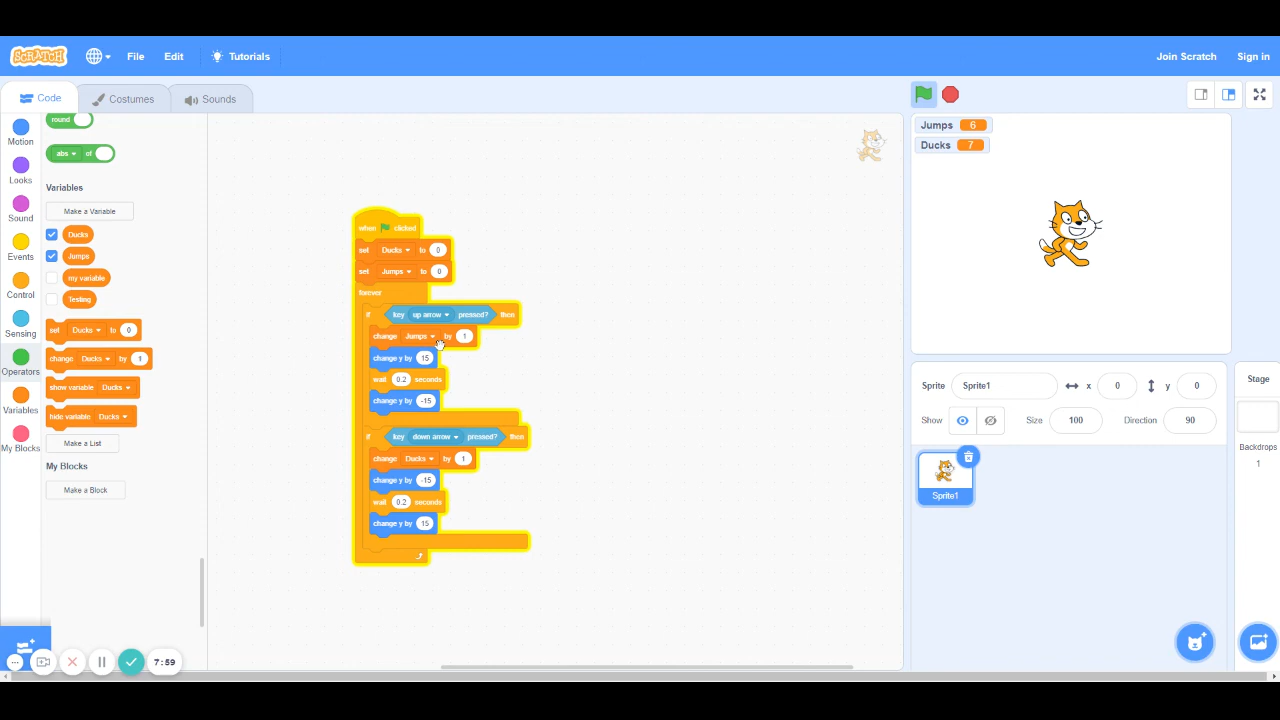 SCRATCH File Edit Tutorials Join Scratch Sign in
Code Costumes Sounds
Motion
Looks
Sound
Events
Control
Sensing
Operators
Variables
My Blocks
round
abs of
Variables
Make a Variable
Ducks
Jumps
my variable
Testing
set Ducks to 0
change Ducks by 1
show variable Ducks
hide variable Ducks
Make a List
My Blocks
Make a Block
7:59
when clicked
set Ducks to 0
set Jumps to 0
forever
if key up arrow pressed? then
change Jumps by 1
change y by 15
wait 0.2 seconds
change y by -15
if key down arrow pressed? then
change Ducks by 1
change y by -15
wait 0.2 seconds
change y by 15
Jumps 6
Ducks 7
Sprite Sprite1 x 0 y 0
Show Size 100 Direction 90
Sprite1
Stage
Backdrops
1